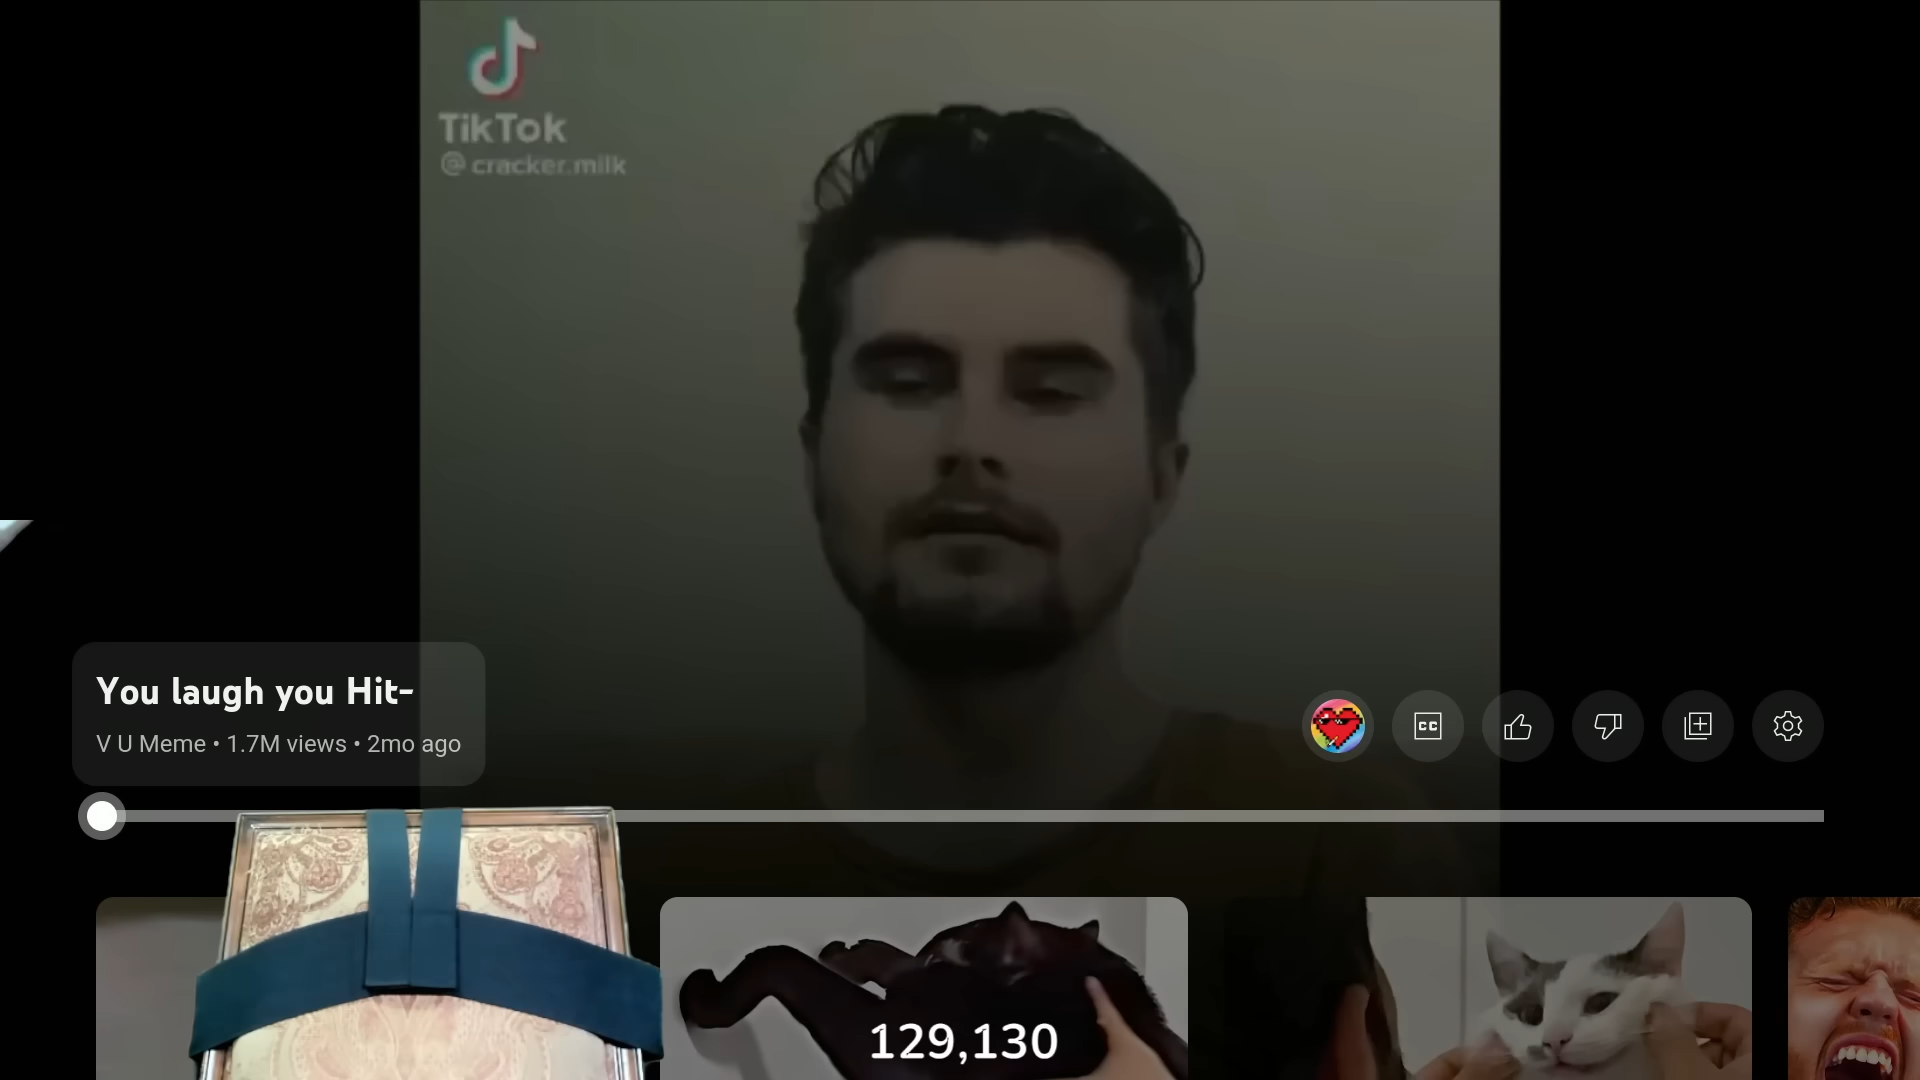 TikTok
@cracker.milk
You laugh you Hit-
V U Meme • 1.7M views • 2mo ago
CC
129,130